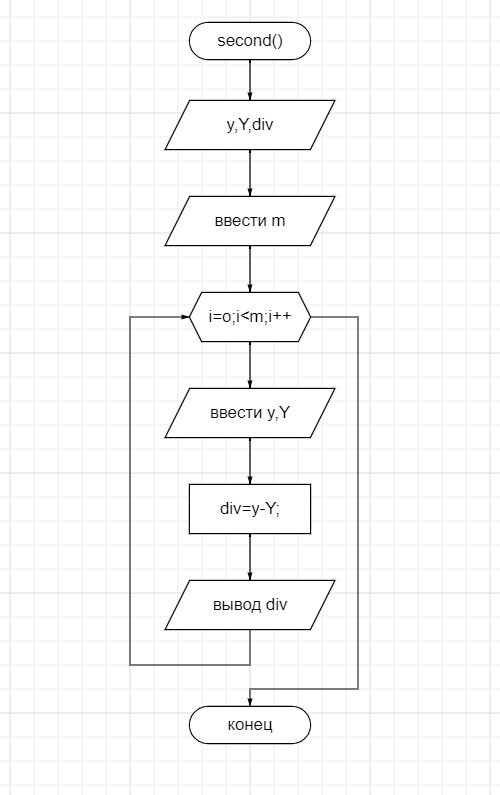 second()
y,Y,div
ввести m
i=o;i<m;i++
ввести y,Y
div=y-Y;
вывод div
конец